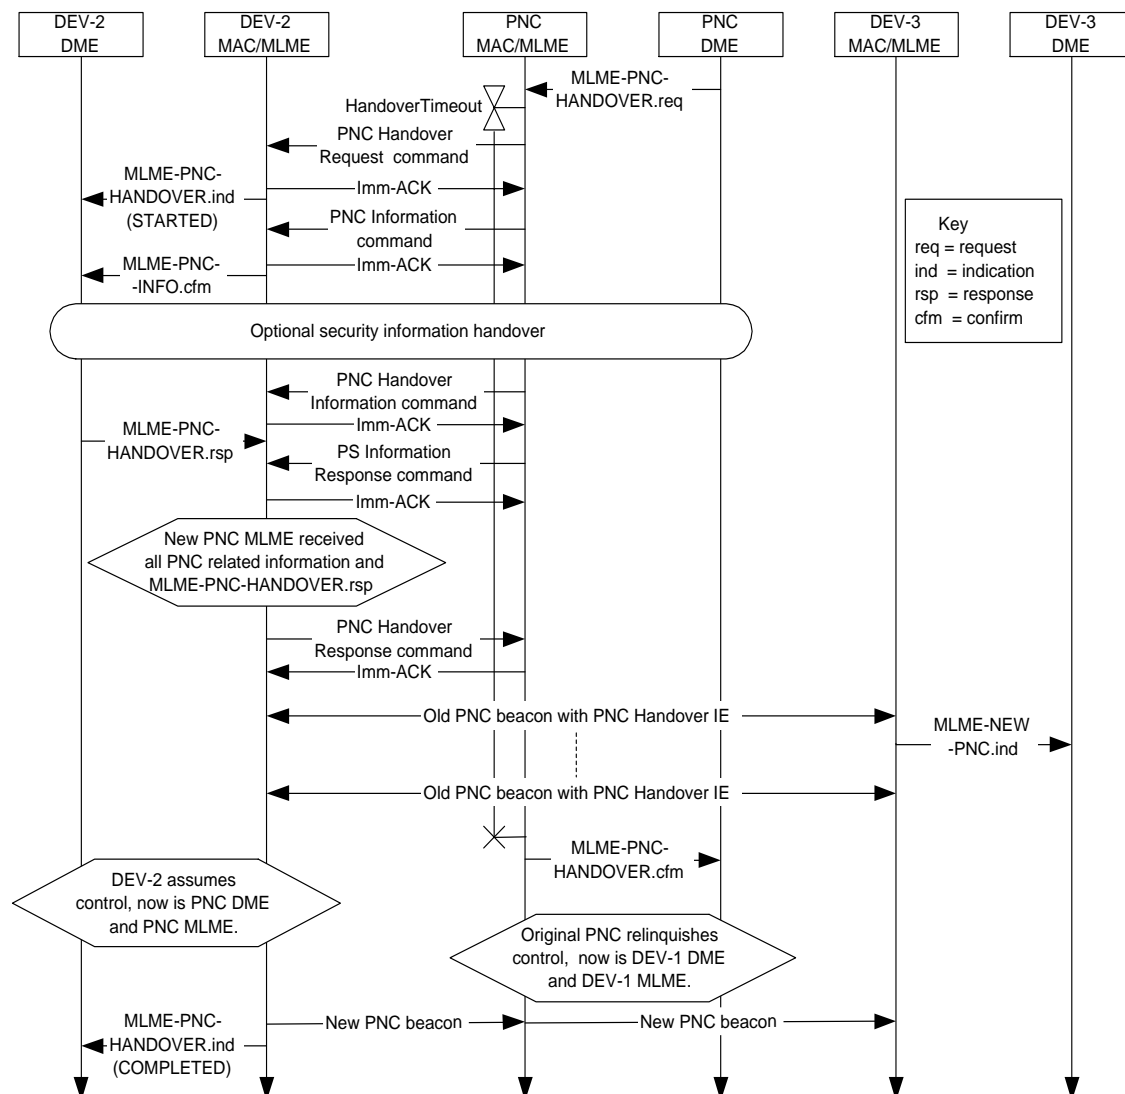 DEV-2
DME
DEV-2
MAC/MLME
PNC
MAC/MLME
PNC
DME
DEV-3
MAC/MLME
DEV-3
DME
MLME-PNC-
HANDOVER.req
HandoverTimeout
PNC Handover
Request command
MLME-PNC-
HANDOVER.ind
(STARTED)
Imm-ACK
PNC Information
command
MLME-PNC-
-INFO.cfm
Imm-ACK
Key
req = request
ind = indication
rsp = response
cfm = confirm
Optional security information handover
PNC Handover
Information command
Imm-ACK
MLME-PNC-
HANDOVER.rsp
PS Information
Response command
Imm-ACK
New PNC MLME received
all PNC related information and
MLME-PNC-HANDOVER.rsp
PNC Handover
Response command
Imm-ACK
Old PNC beacon with PNC Handover IE
MLME-NEW
-PNC.ind
Old PNC beacon with PNC Handover IE
MLME-PNC-
HANDOVER.cfm
DEV-2 assumes
control, now is PNC DME
and PNC MLME.
Original PNC relinquishes
control, now is DEV-1 DME
and DEV-1 MLME.
MLME-PNC-
HANDOVER.ind
(COMPLETED)
New PNC beacon
New PNC beacon